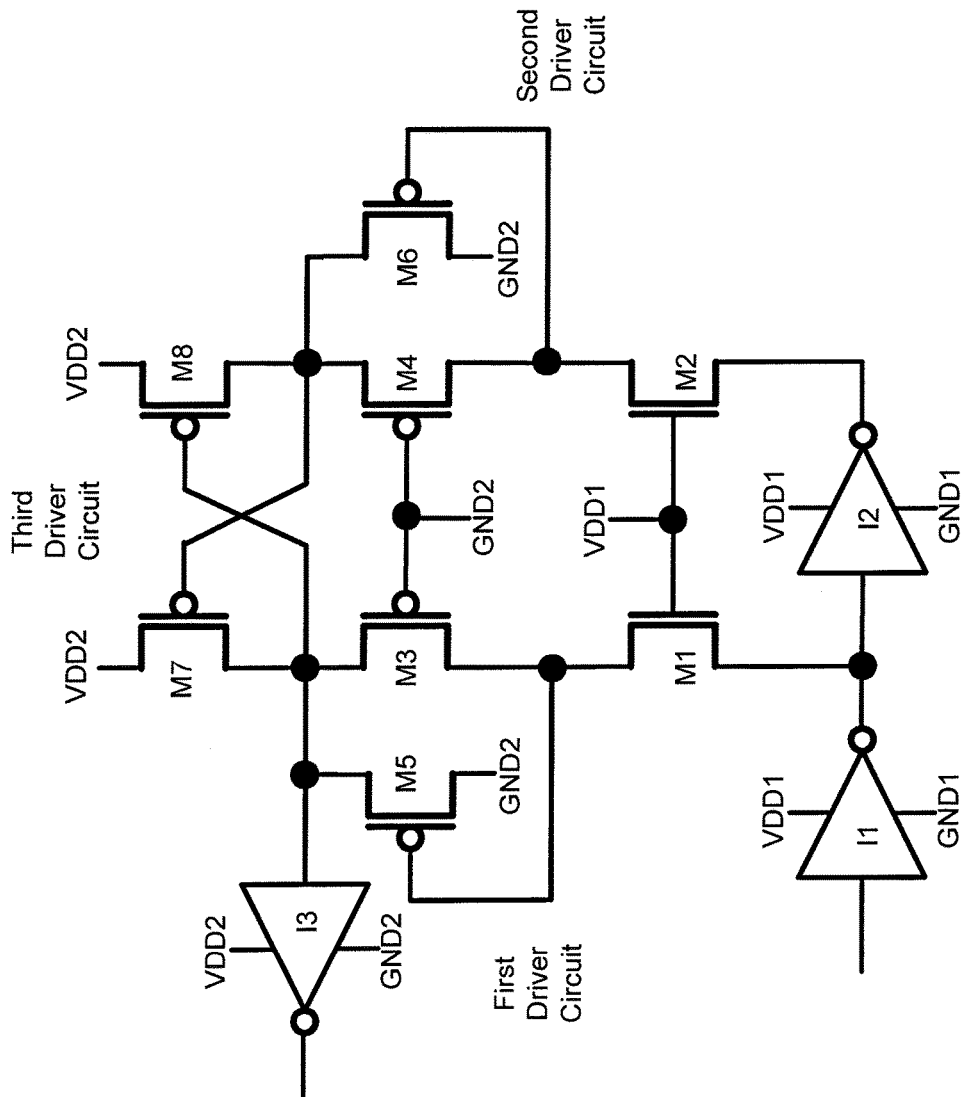 Third
Driver
Circuit
VDD2
VDD2
M7
M8
Second
Driver
Circuit
VDD2
I3
GND2
M5
GND2
M3
M4
M6
GND2
GND2
First
Driver
Circuit
VDD1
M1
M2
VDD1
I1
GND1
VDD1
I2
GND1